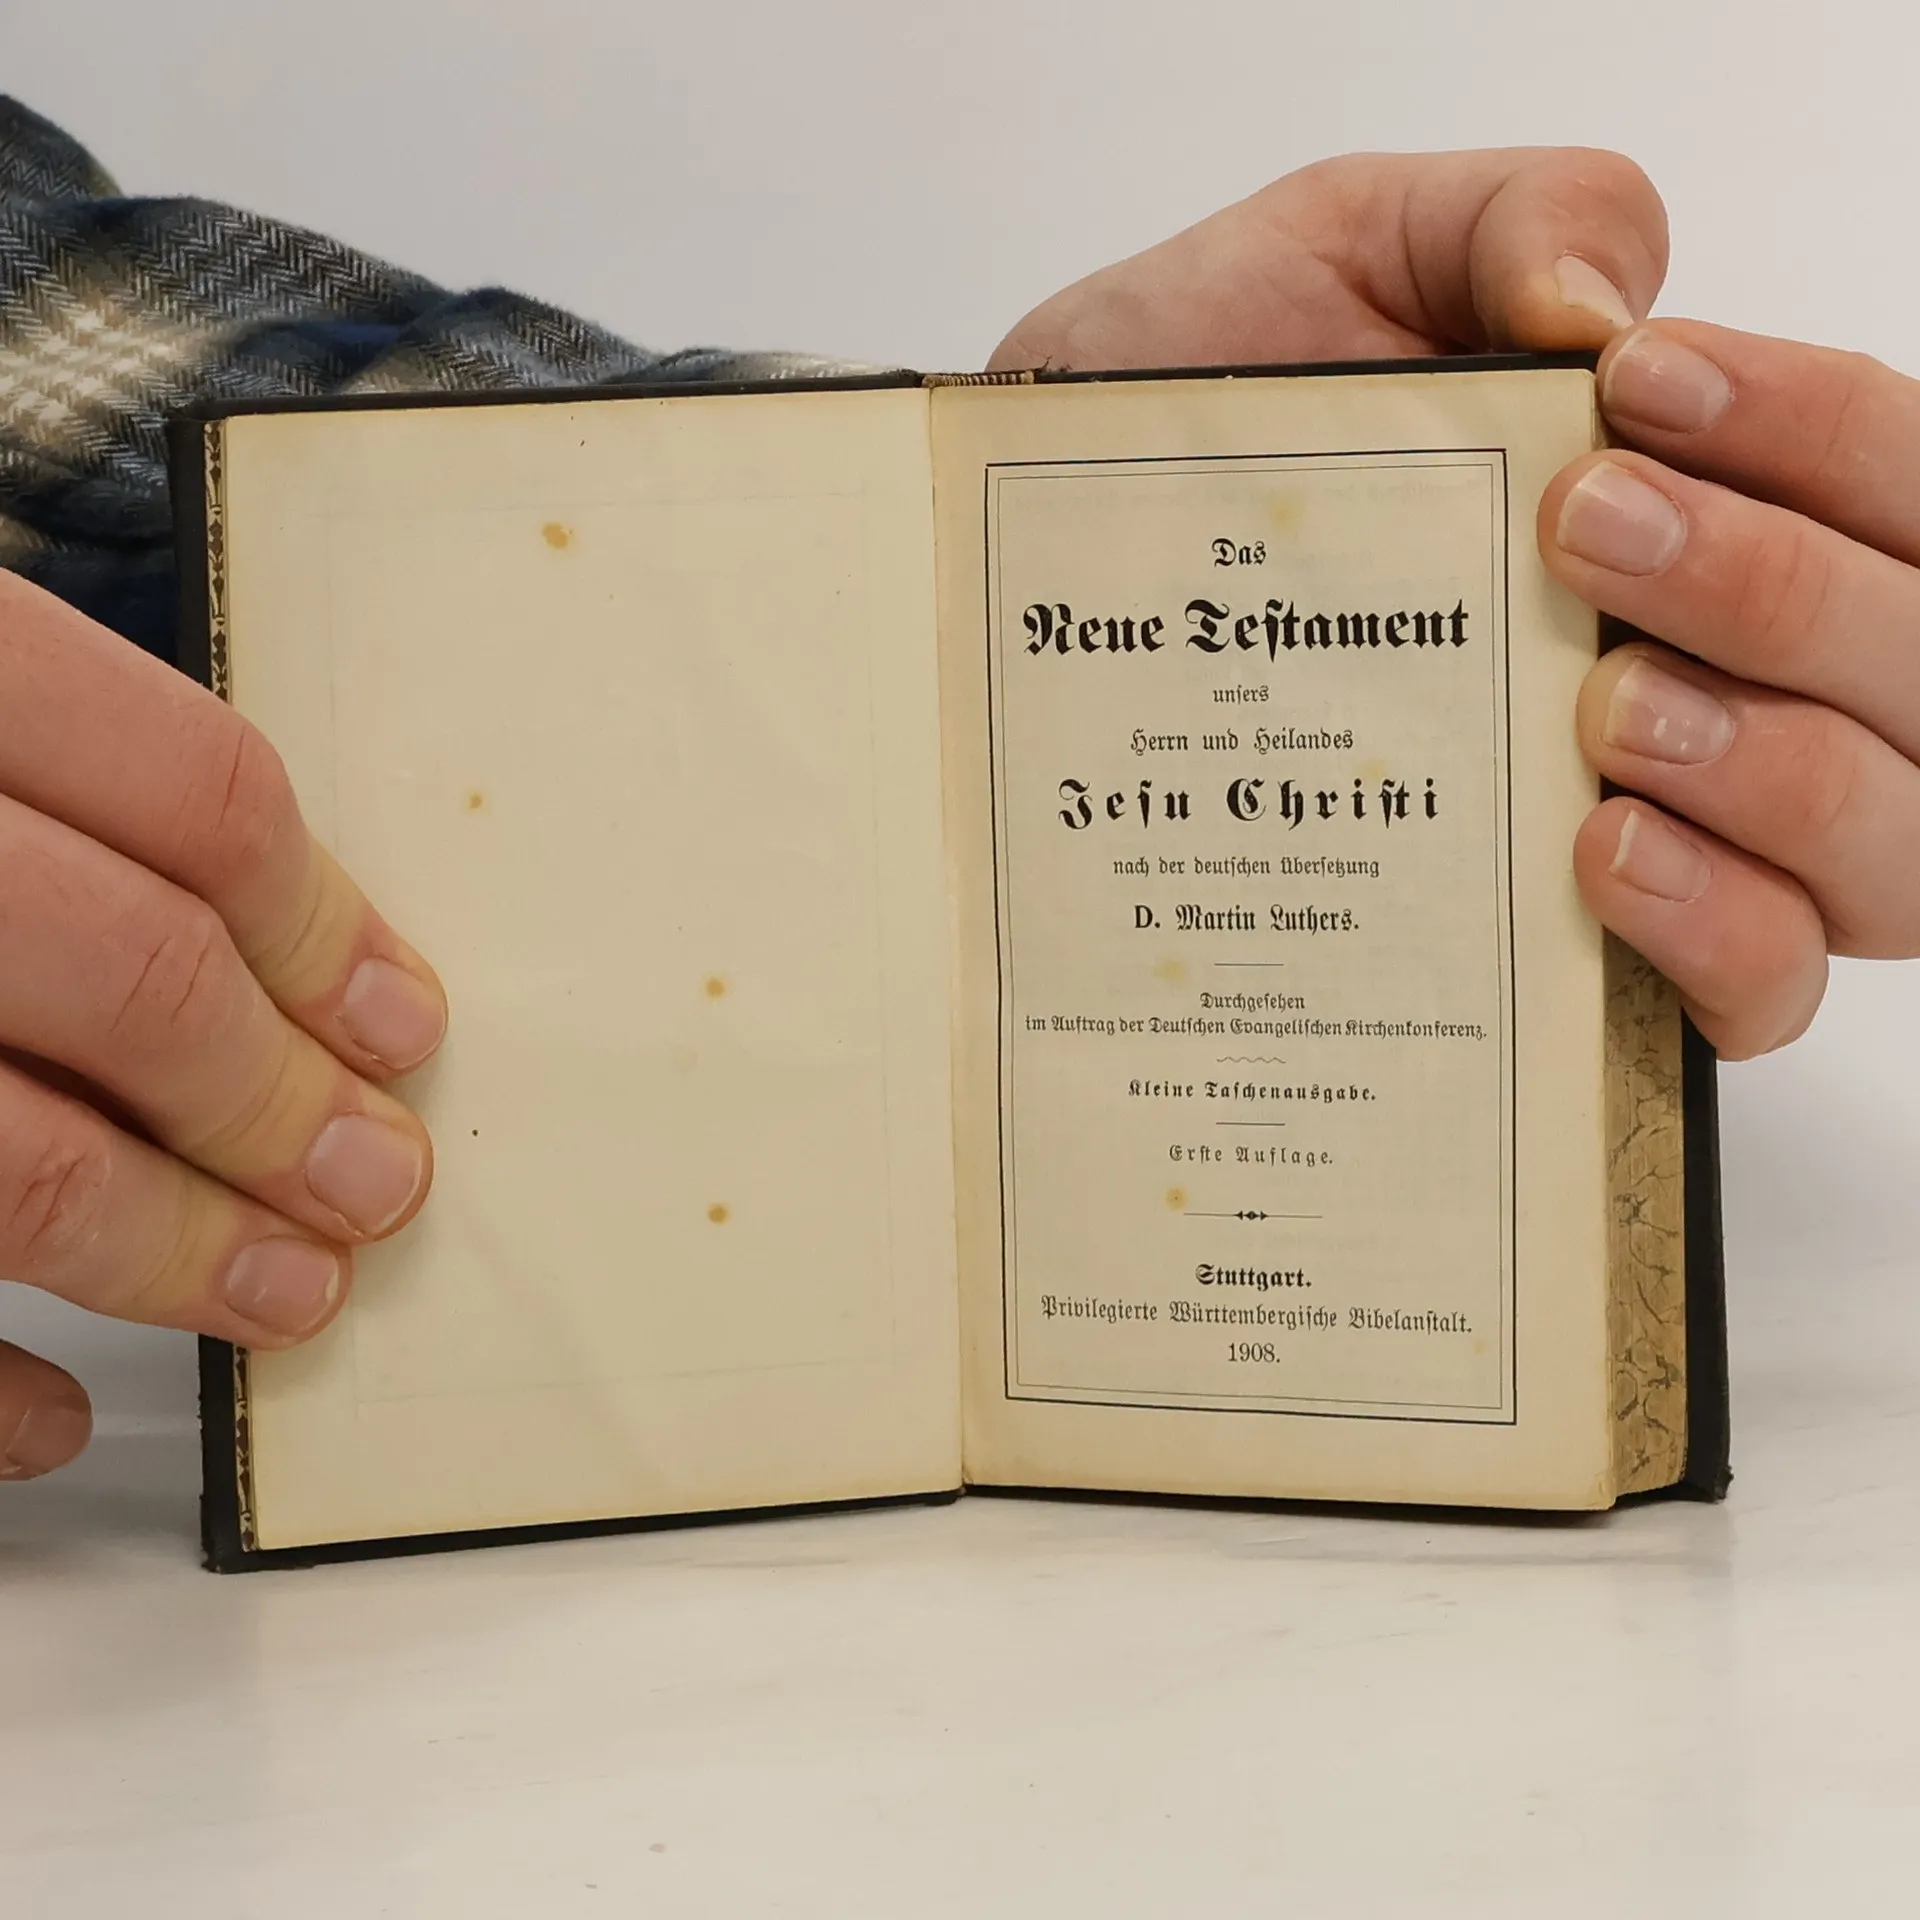 Das
Neue Testament
unsers
Herrn und Heilandes
Jesu Christi
nach der deutschen Übersetzung
D. Martin Luthers.
Durchgesehen
im Auftrag der Deutschen Evangelischen Kirchenkonferenz.
Kleine Taschenausgabe.
Erste Auflage.
Stuttgart.
Privilegierte Württembergische Bibelanstalt.
1908.